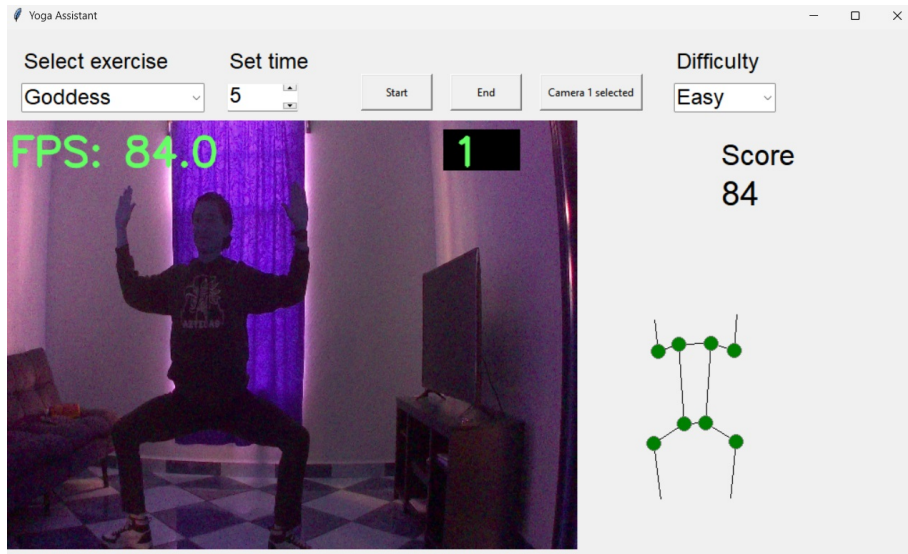 Yoga Assistant
Select exercise
Set time
Difficulty
Goddess
5
Start
End
Camera 1 selected
Easy
FPS: 84.0
1
Score
84
AZTECAS